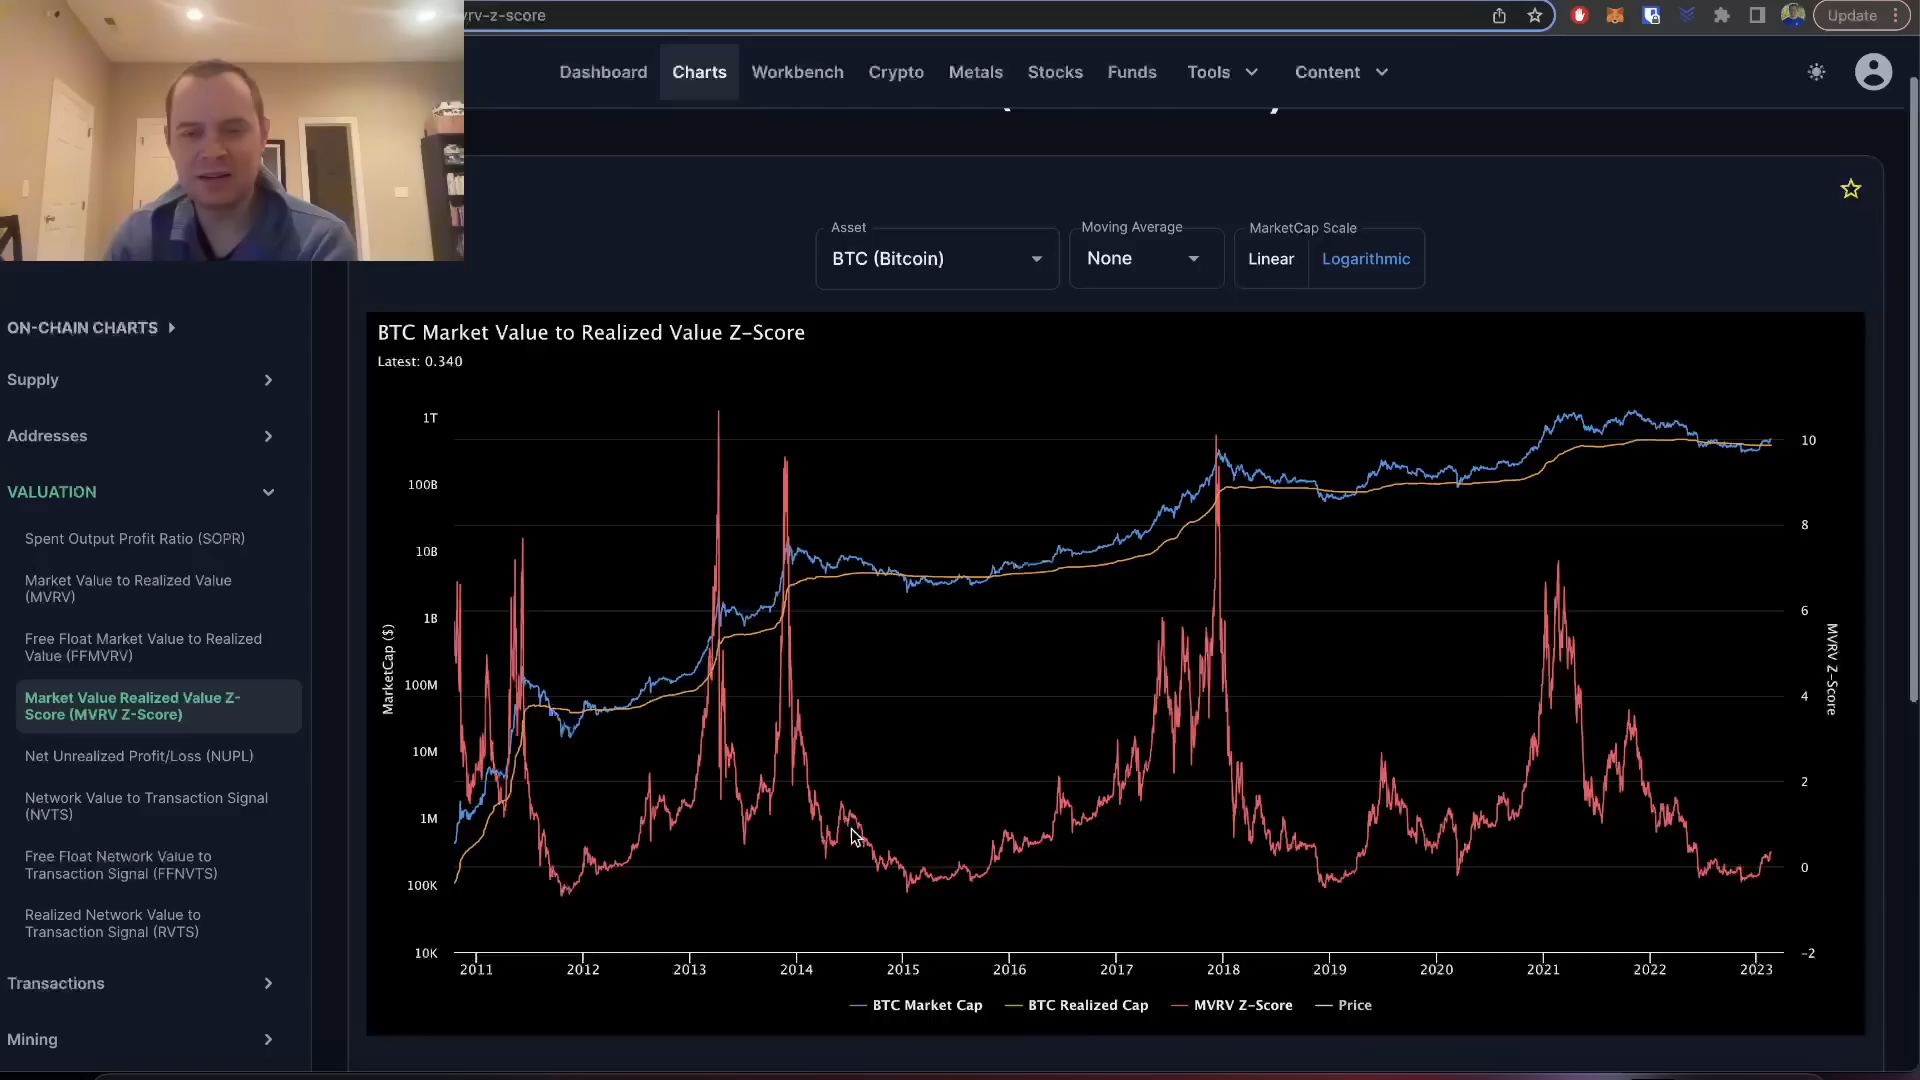 rv-z-score
Update
Dashboard
Charts
Workbench
Crypto
Metals
Stocks
Funds
Tools
Content
Asset
BTC (Bitcoin)
Moving Average
None
MarketCap Scale
Linear
Logarithmic
ON-CHAIN CHARTS
Supply
Addresses
VALUATION
Spent Output Profit Ratio (SOPR)
Market Value to Realized Value
(MVRV)
Free Float Market Value to Realized
Value (FFMVRV)
Market Value Realized Value Z-
Score (MVRV Z-Score)
Net Unrealized Profit/Loss (NUPL)
Network Value to Transaction Signal
(NVTS)
Free Float Network Value to
Transaction Signal (FFNVTS)
Realized Network Value to
Transaction Signal (RVTS)
Transactions
Mining
BTC Market Value to Realized Value Z-Score
Latest: 0.340
1T
100B
10B
1B
100M
10M
1M
100K
10K
MarketCap ($)
10
8
6
4
2
0
-2
MVRV Z-Score
2011
2012
2013
2014
2015
2016
2017
2018
2019
2020
2021
2022
2023
BTC Market Cap
BTC Realized Cap
MVRV Z-Score
Price